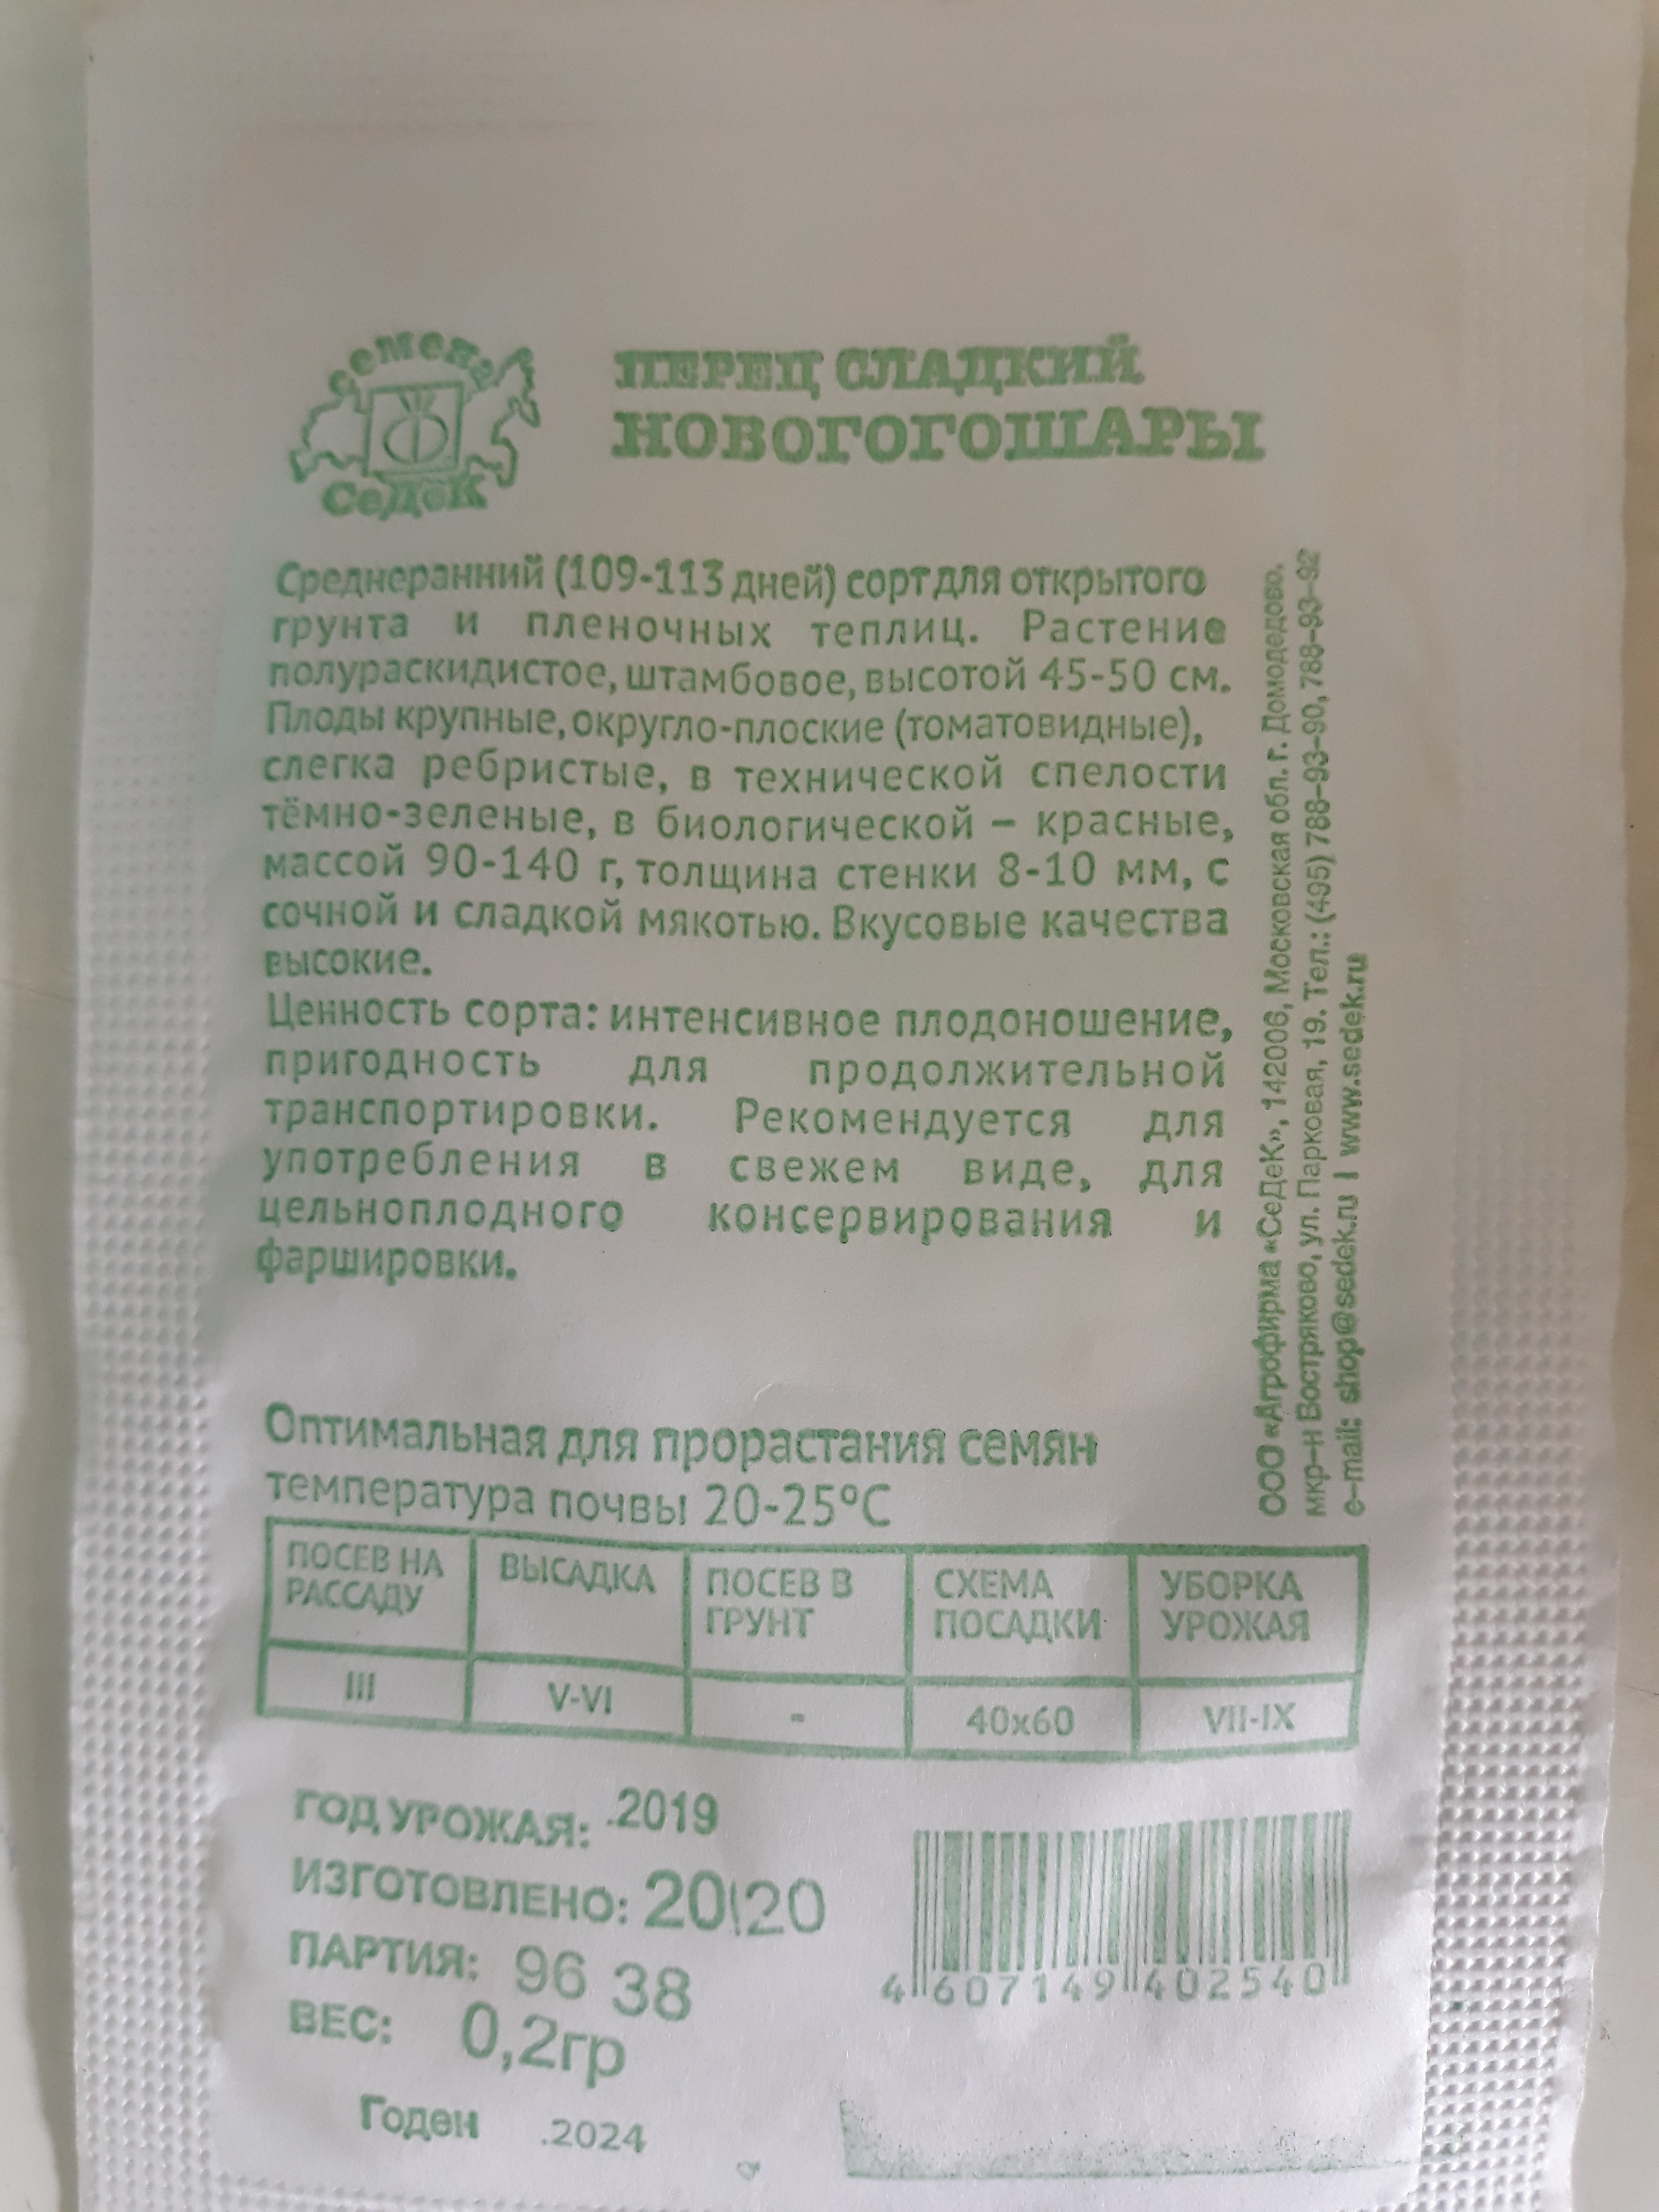 семена
СеДеК
ПЕРЕЦ СЛАДКИЙ
НОВОГОГОШАРЫ
Среднеранний (109-113 дней) сорт для открытого
грунта и пленочных теплиц. Растение
полураскидистое, штамбовое, высотой 45-50 см.
Плоды крупные, округло-плоские (томатовидные),
слегка ребристые, в технической спелости
тёмно-зеленые, в биологической – красные,
массой 90-140 г, толщина стенки 8-10 мм, с
сочной и сладкой мякотью. Вкусовые качества
высокие.
Ценность сорта: интенсивное плодоношение,
пригодность для продолжительной
транспортировки. Рекомендуется для
употребления в свежем виде, для
цельноплодного консервирования и
фаршировки.
ООО «Агрофирма «СеДеК», 142006, Московская обл. г. Домодедово,
мкр-н Востряково, ул. Парковая, 19. Тел.: (495) 788-93-90, 788-93-92
e-mail: shop@sedek.ru | www.sedek.ru
Оптимальная для прорастания семян
температура почвы 20-25°C
ПОСЕВ НА РАССАДУ ВЫСАДКА ПОСЕВ В ГРУНТ СХЕМА ПОСАДКИ УБОРКА УРОЖАЯ
III V-VI - 40х60 VII-IX
ГОД УРОЖАЯ: .2019
ИЗГОТОВЛЕНО: 20|20
ПАРТИЯ: 96 38
ВЕС: 0,2гр
Годен .2024
4 607149 402540